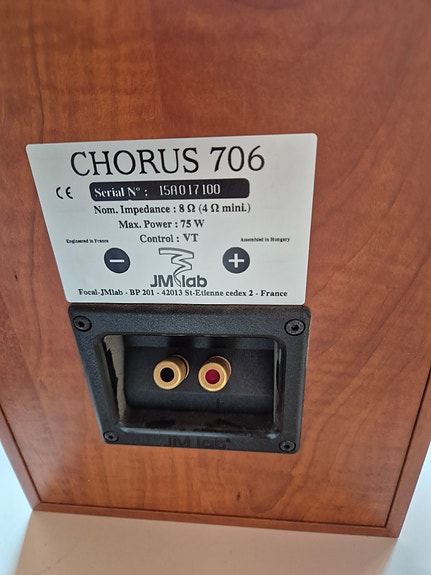 CHORUS 706
CE Serial N° : 15A017100
Nom. Impedance : 8 Ω (4 Ω mini.)
Max. Power : 75 W
Engineered in France Control : VT Assembled in Hungary
− +
JMlab
Focal-JMlab - BP 201 - 42013 St-Etienne cedex 2 - France
JMlab